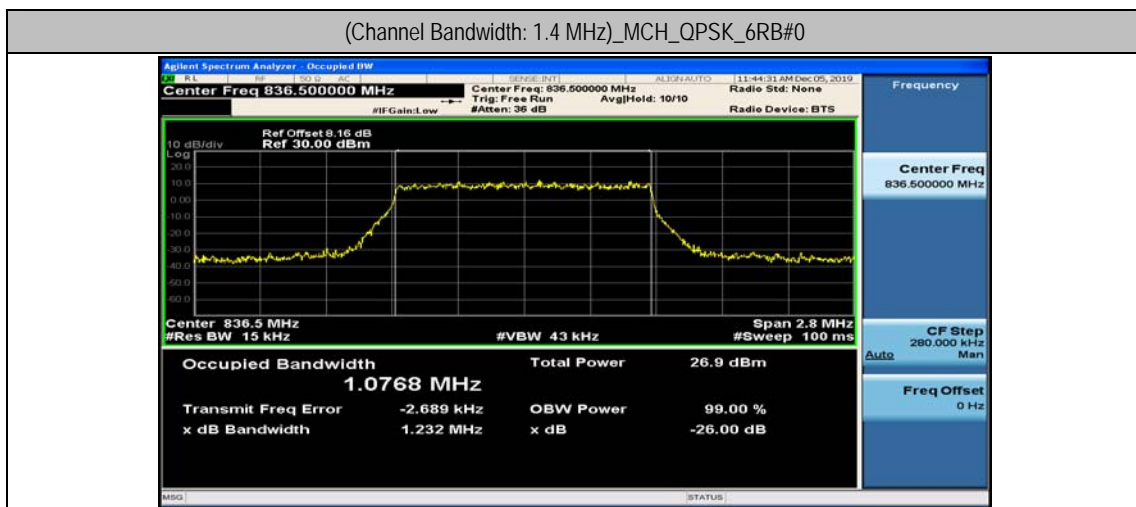 (Channel Bandwidth: 1.4 MHz)_MCH_QPSK_6RB#0
Agilent Spectrum Analyzer - Occupied BW
RL RF 50 Ω AC SENSE:INT ALIGN AUTO 11:44:31 AM Dec 05, 2019
Center Freq 836.500000 MHz
Center Freq: 836.500000 MHz
Radio Std: None
Trig: Free Run Avg|Hold: 10/10
#IFGain:Low #Atten: 36 dB
Radio Device: BTS
Frequency
Ref Offset 8.16 dB
10 dB/div Ref 30.00 dBm
Log
20.0
10.0
0.00
-10.0
-20.0
-30.0
-40.0
-50.0
-60.0
Center Freq
836.500000 MHz
Center 836.5 MHz Span 2.8 MHz
#Res BW 15 kHz #VBW 43 kHz #Sweep 100 ms
CF Step
280.000 kHz
Auto Man
Occupied Bandwidth Total Power 26.9 dBm
1.0768 MHz
Freq Offset
0 Hz
Transmit Freq Error -2.689 kHz OBW Power 99.00 %
x dB Bandwidth 1.232 MHz x dB -26.00 dB
MSG STATUS